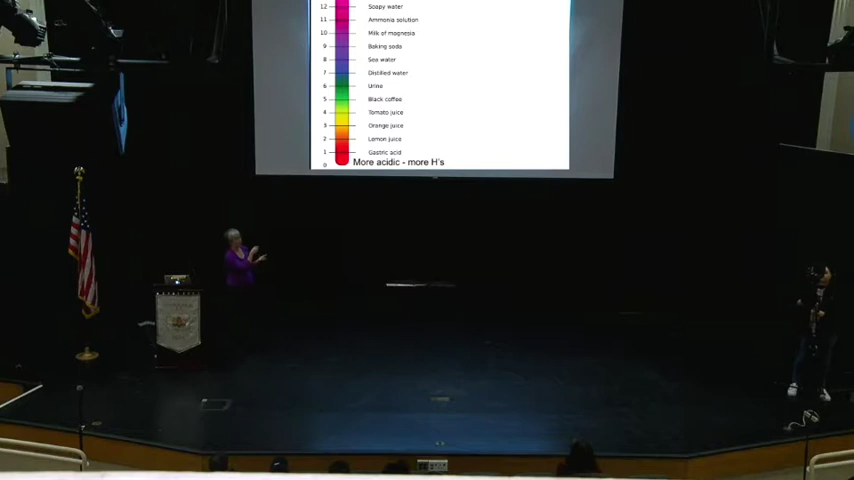 12 Soapy water
11 Ammonia solution
10 Milk of magnesia
9 Baking soda
8 Sea water
7 Distilled water
6 Urine
5 Black coffee
4 Tomato juice
3 Orange juice
2 Lemon juice
1 Gastric acid
0 More acidic - more H's